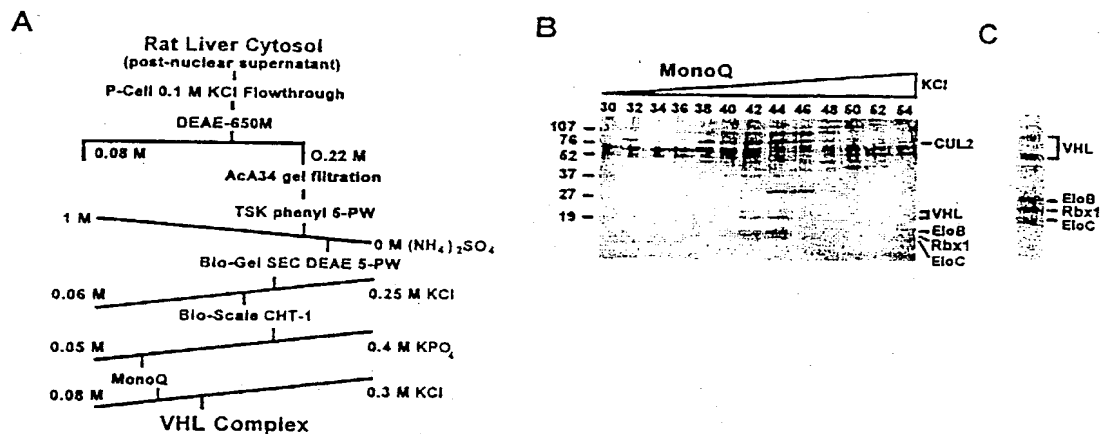 A
Rat Liver Cytosol
(post-nuclear supernatant)
P-Cell 0.1 M KCl Flowthrough
DEAE-650M
0.08 M
0.22 M
AcA34 gel filtration
1 M
TSK phenyl 5-PW
0 M (NH4)2SO4
Bio-Gel SEC DEAE 5-PW
0.06 M
0.25 M KCl
Bio-Scale CHT-1
0.05 M
0.4 M KPO4
MonoQ
0.08 M
0.3 M KCl
VHL Complex
B
MonoQ
KCl
30 32 34 36 38 40 42 44 46 48 50 52 54
107
76
52
37
27
19
CUL2
VHL
EloB
Rbx1
EloC
C
VHL
EloB
Rbx1
EloC